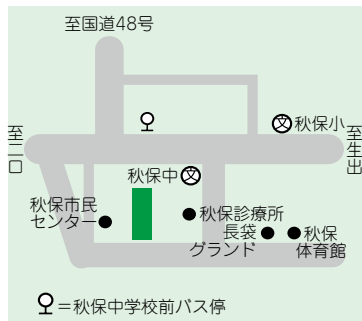 至国道48号
秋保小
至二口
至生出
秋保中
秋保市民
センター
秋保診療所
長袋
グランド
秋保
体育館
=秋保中学校前バス停